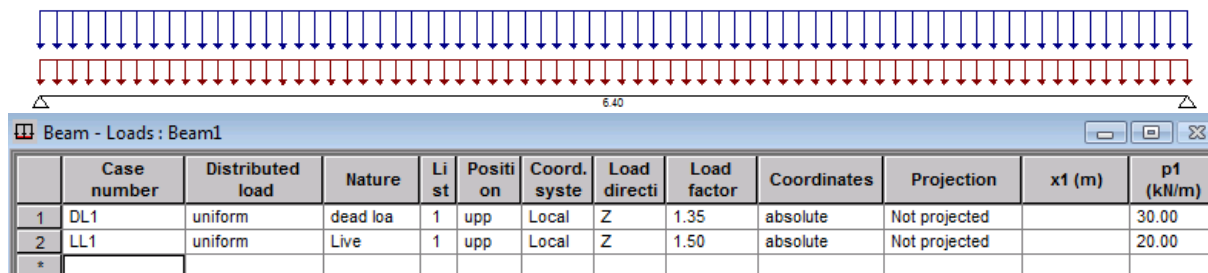 6.40
Beam - Loads : Beam1
Case number Distributed load Nature Li st Positi on Coord. syste Load directi Load factor Coordinates Projection x1 (m) p1 (kN/m)
1 DL1 uniform dead loa 1 upp Local Z 1.35 absolute Not projected 30.00
2 LL1 uniform Live 1 upp Local Z 1.50 absolute Not projected 20.00
*